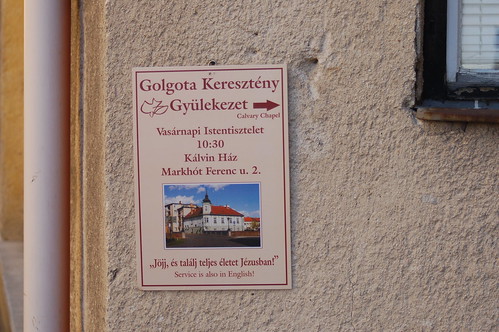 Golgota Keresztény
Gyülekezet
Calvary Chapel
Vasárnapi Istentisztelet
10:30
Kálvin Ház
Markhót Ferenc u. 2.
„Jöjj, és találj teljes életet Jézusban!”
Service is also in English!